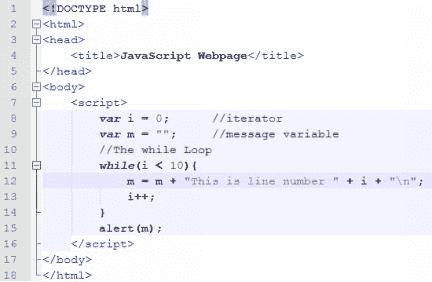 1 <!DOCTYPE html>
2 <html>
3 <head>
4 <title>JavaScript Webpage</title>
5 </head>
6 <body>
7 <script>
8 var i = 0; //iterator
9 var m = ""; //message variable
10 //The while Loop
11 while(i < 10){
12 m = m + "This is line number " + i + "\n";
13 i++;
14 }
15 alert(m);
16 </script>
17 </body>
18 </html>